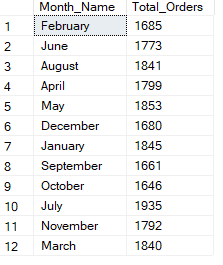 Month_Name Total_Orders
1 February 1685
2 June 1773
3 August 1841
4 April 1799
5 May 1853
6 December 1680
7 January 1845
8 September 1661
9 October 1646
10 July 1935
11 November 1792
12 March 1840